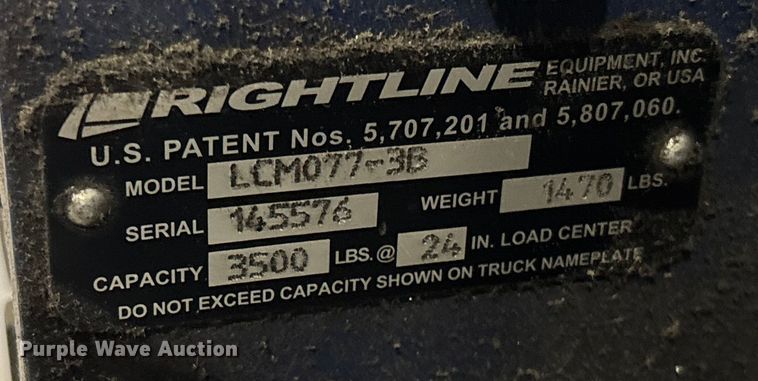 RIGHTLINE EQUIPMENT, INC.
RAINIER, OR USA
U.S. PATENT Nos. 5,707,201 and 5,807,060.
MODEL LCM077-3B
SERIAL 145576 WEIGHT 1470 LBS.
CAPACITY 3500 LBS. @ 24 IN. LOAD CENTER
DO NOT EXCEED CAPACITY SHOWN ON TRUCK NAMEPLATE
Purple Wave Auction